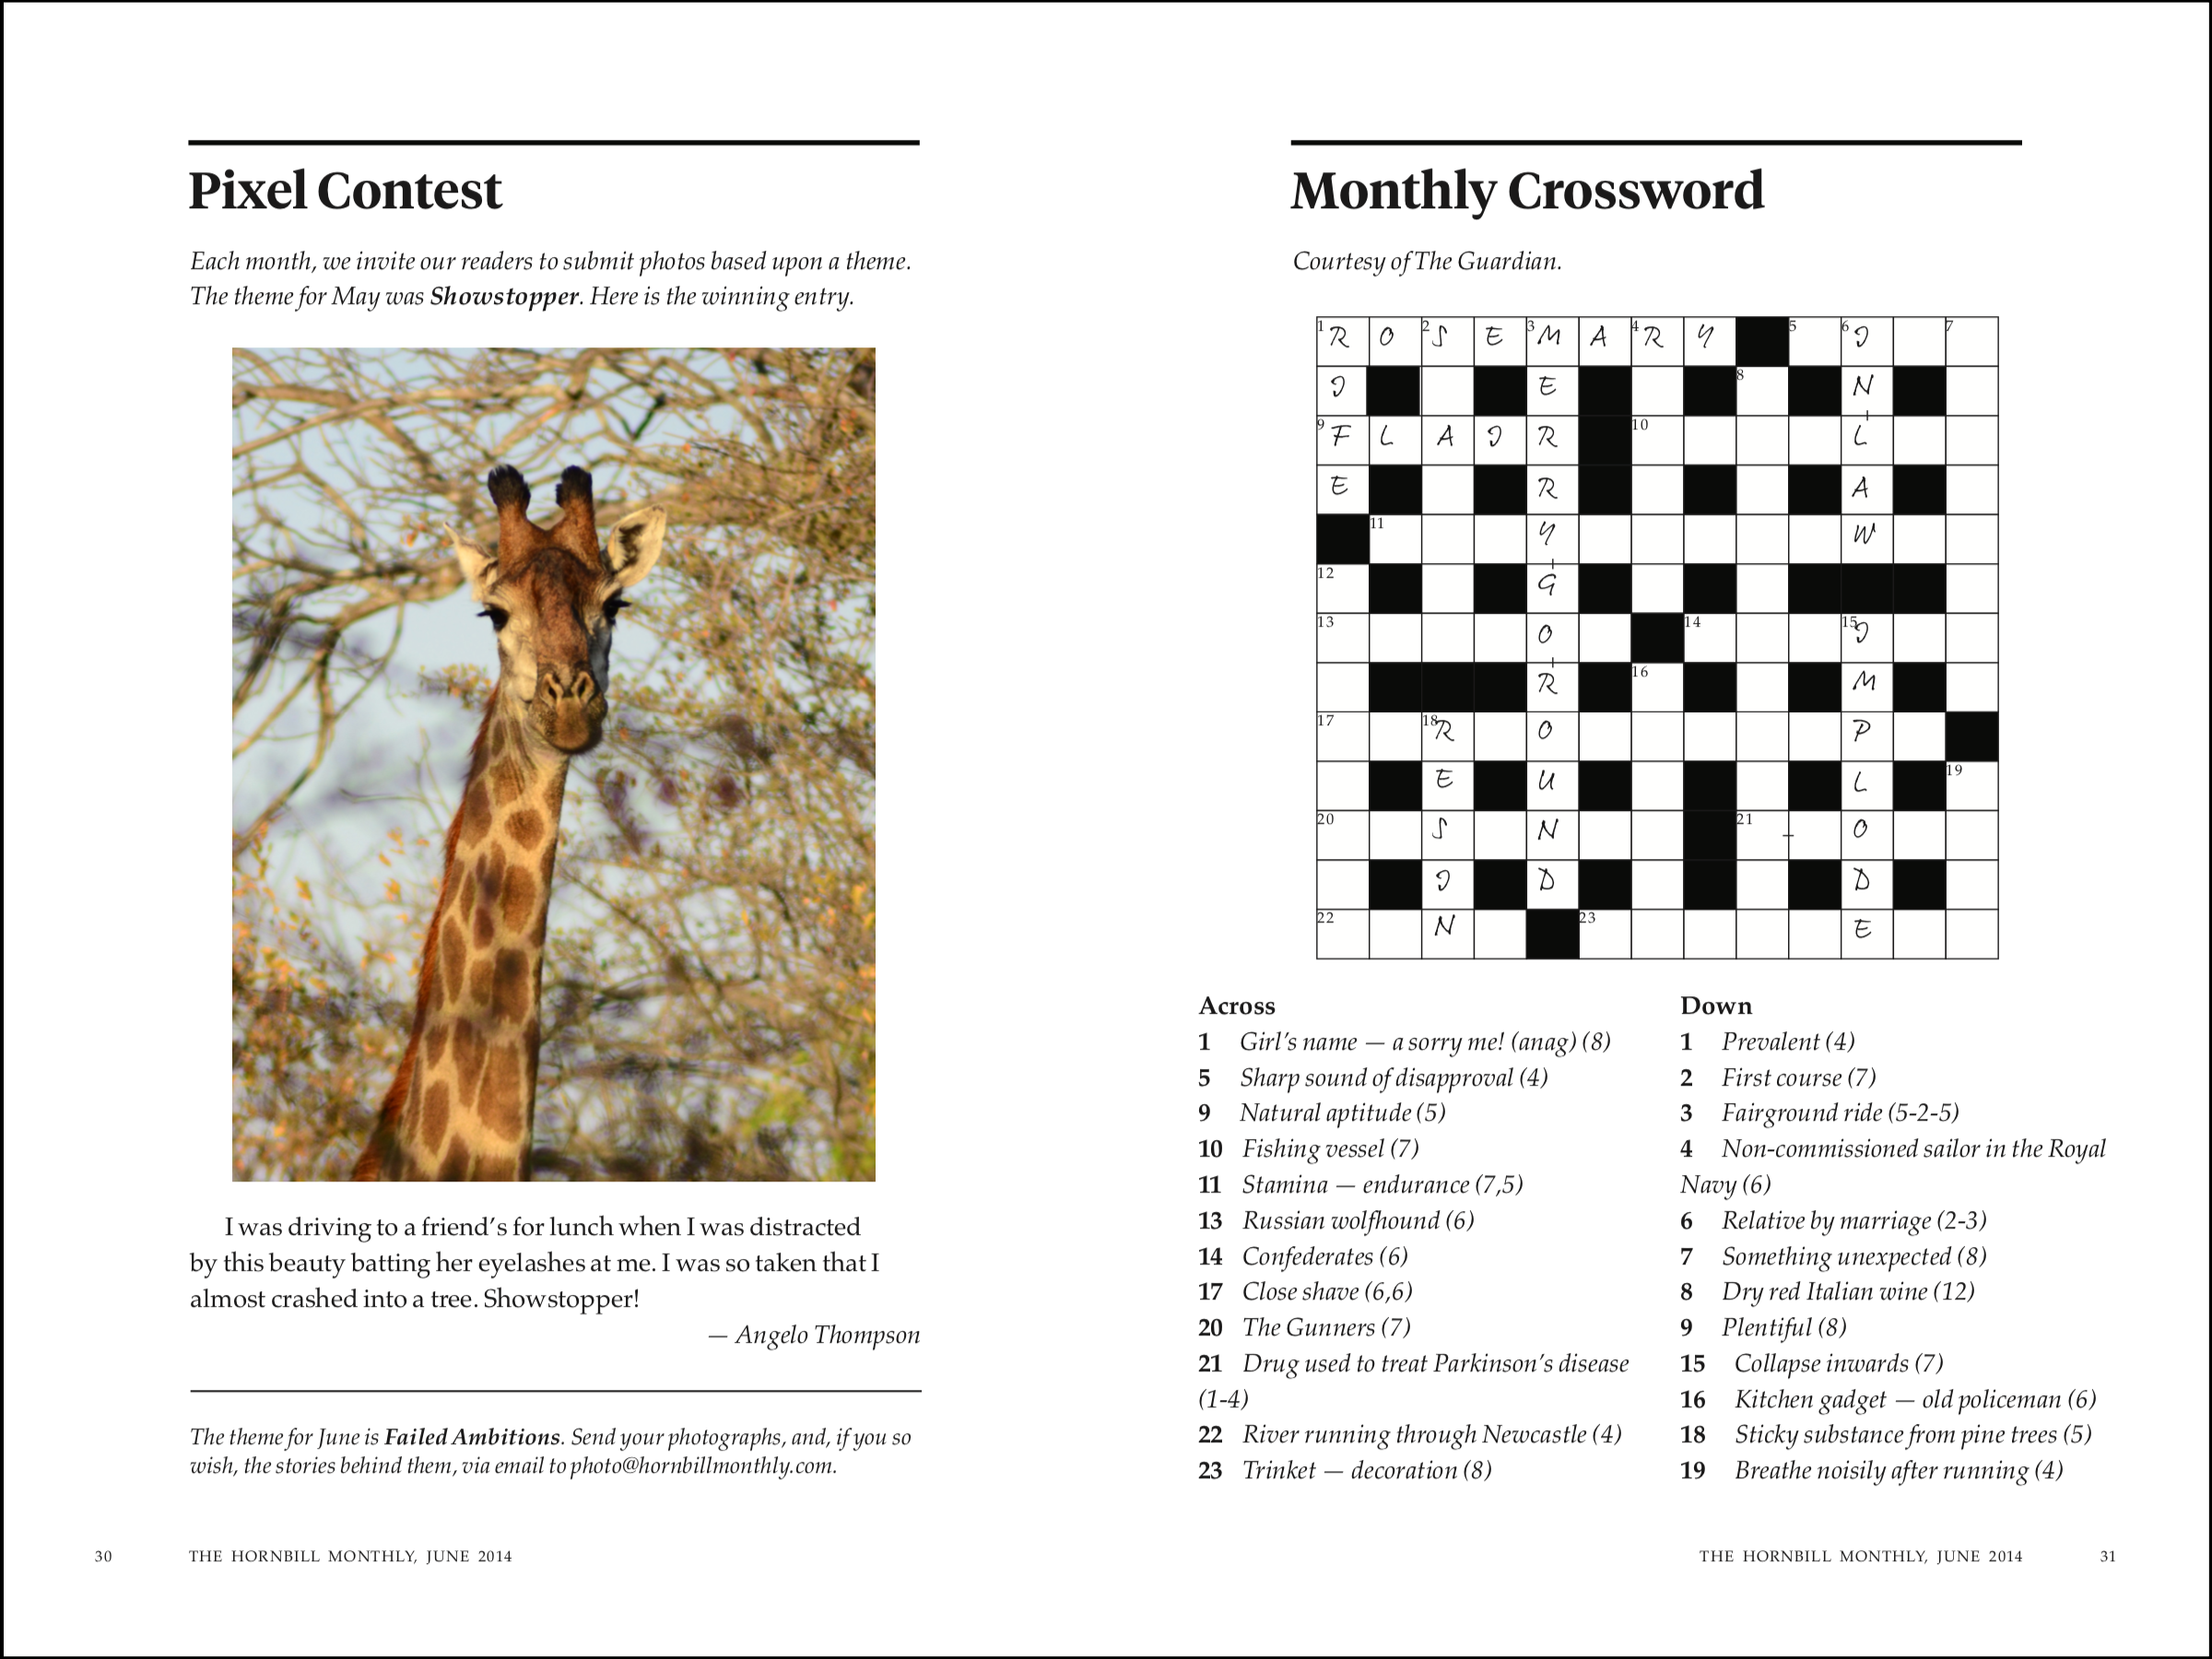 Pixel Contest
Each month, we invite our readers to submit photos based upon a theme.
The theme for May was Showstopper. Here is the winning entry.
I was driving to a friend's for lunch when I was distracted
by this beauty batting her eyelashes at me. I was so taken that I
almost crashed into a tree. Showstopper!
— Angelo Thompson
The theme for June is Failed Ambitions. Send your photographs, and, if you so
wish, the stories behind them, via email to photo@hornbillmonthly.com.
30 THE HORNBILL MONTHLY, JUNE 2014
Monthly Crossword
Courtesy of The Guardian.
1 R O 2 S E 3 M A 4 R Y 5 6 I 7
I E 8 N
9 F L A I R 10 L
E R A
11 Y W
12 G
13 O 14 15 I
R 16 M
17 18 R O P
E U L 19
20 S N 21 - O
I D D
22 N 23 E
Across
1 Girl's name — a sorry me! (anag) (8)
5 Sharp sound of disapproval (4)
9 Natural aptitude (5)
10 Fishing vessel (7)
11 Stamina — endurance (7,5)
13 Russian wolfhound (6)
14 Confederates (6)
17 Close shave (6,6)
20 The Gunners (7)
21 Drug used to treat Parkinson's disease
(1-4)
22 River running through Newcastle (4)
23 Trinket — decoration (8)
Down
1 Prevalent (4)
2 First course (7)
3 Fairground ride (5-2-5)
4 Non-commissioned sailor in the Royal
Navy (6)
6 Relative by marriage (2-3)
7 Something unexpected (8)
8 Dry red Italian wine (12)
9 Plentiful (8)
15 Collapse inwards (7)
16 Kitchen gadget — old policeman (6)
18 Sticky substance from pine trees (5)
19 Breathe noisily after running (4)
THE HORNBILL MONTHLY, JUNE 2014 31